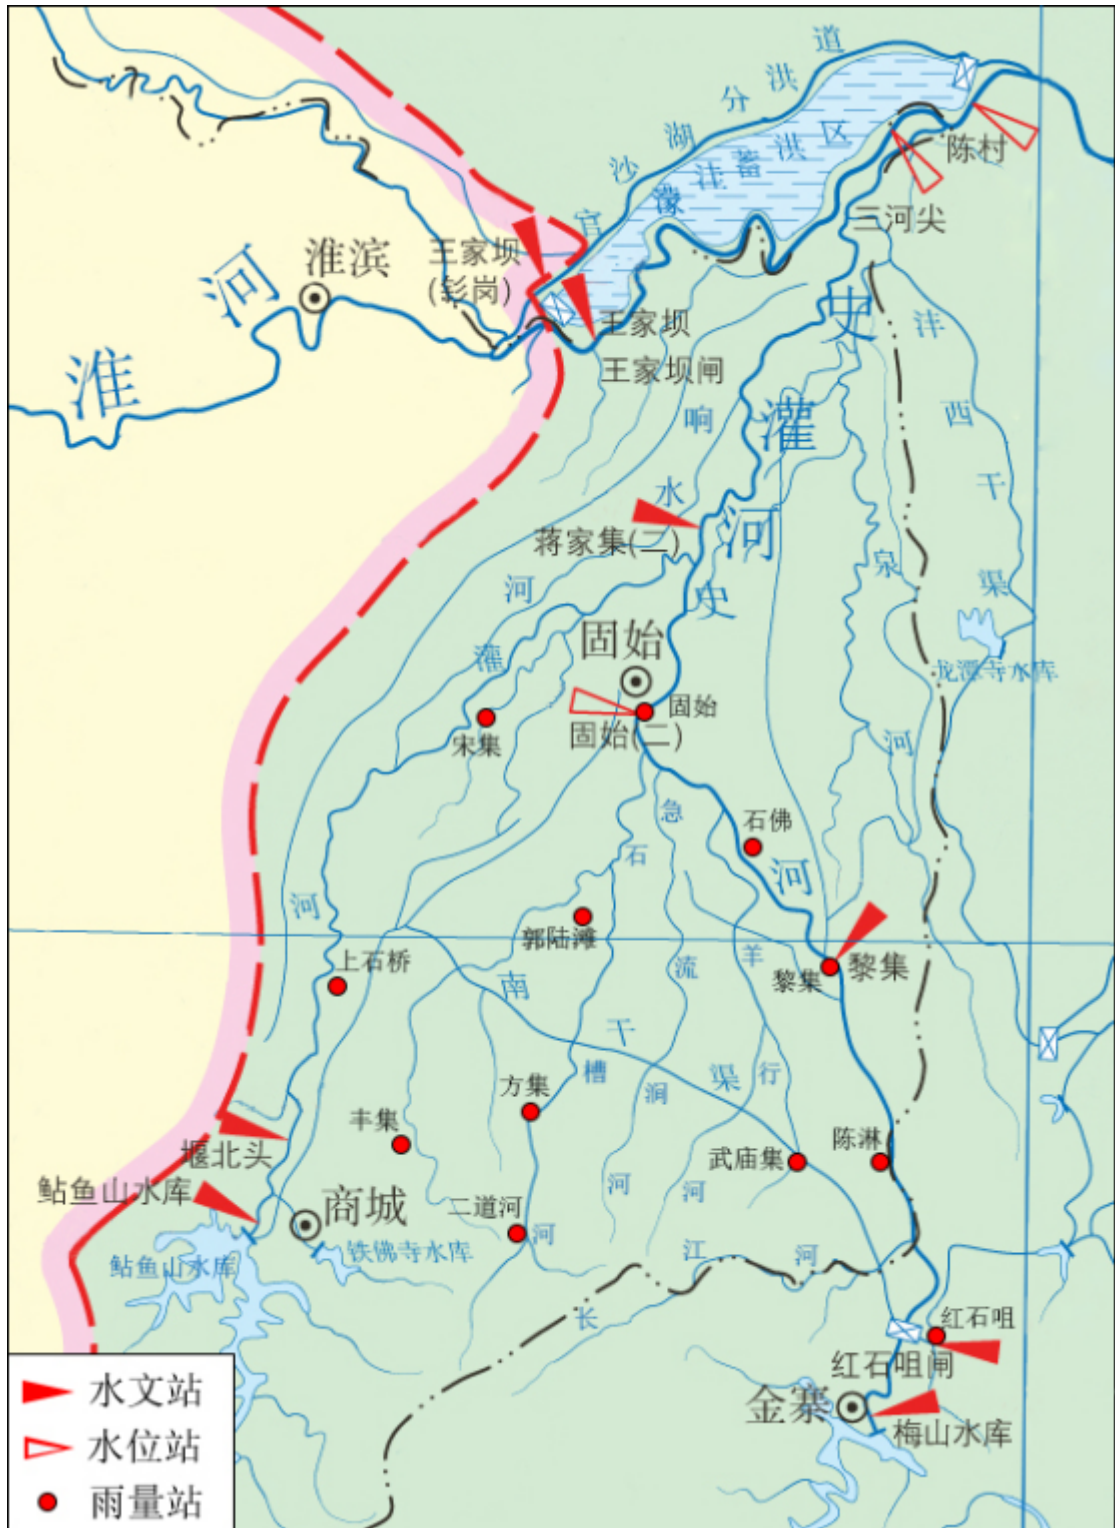 官沙湖分洪道
濛洼蓄洪区
陈村
三河尖
淮滨
王家坝
(钐岗)
王家坝
王家坝闸
淮河
史灌河
沣西干渠
响水河
蒋家集(二)
泉河
史河
固始
固始
固始(二)
灌河
宋集
龙潭寺水库
石佛
急流涧河
石槽河
郭陆滩
羊行河
黎集
黎集
上石桥
南干渠
方集
丰集
武庙集
陈淋
堰北头
鲇鱼山水库
商城
二道河
铁佛寺水库
鲇鱼山水库
长江河
红石咀
红石咀闸
金寨
梅山水库
水文站
水位站
雨量站